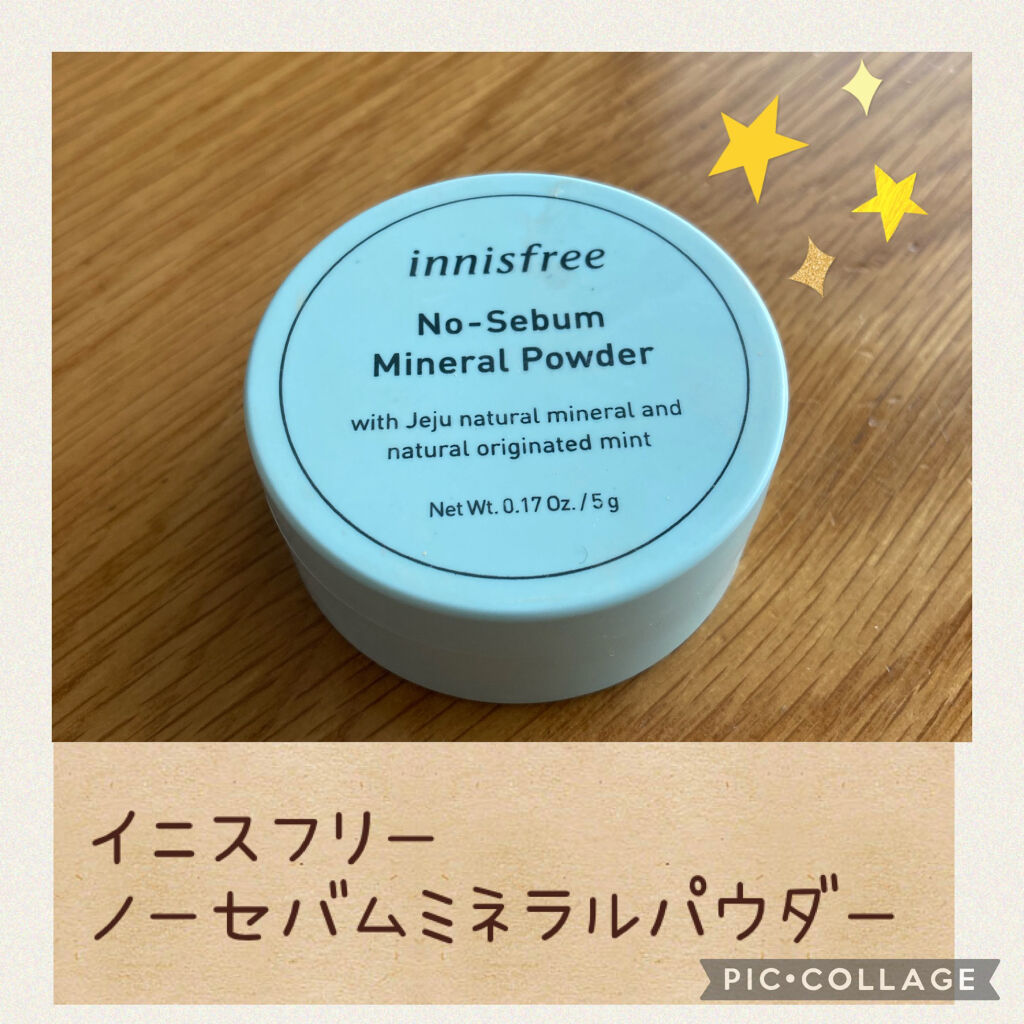 innisfree
No-Sebum
Mineral Powder
with Jeju natural mineral and
natural originated mint
Net Wt. 0.17 Oz. / 5 g
イニスフリー
ノーセバムミネラルパウダー
PIC•COLLAGE